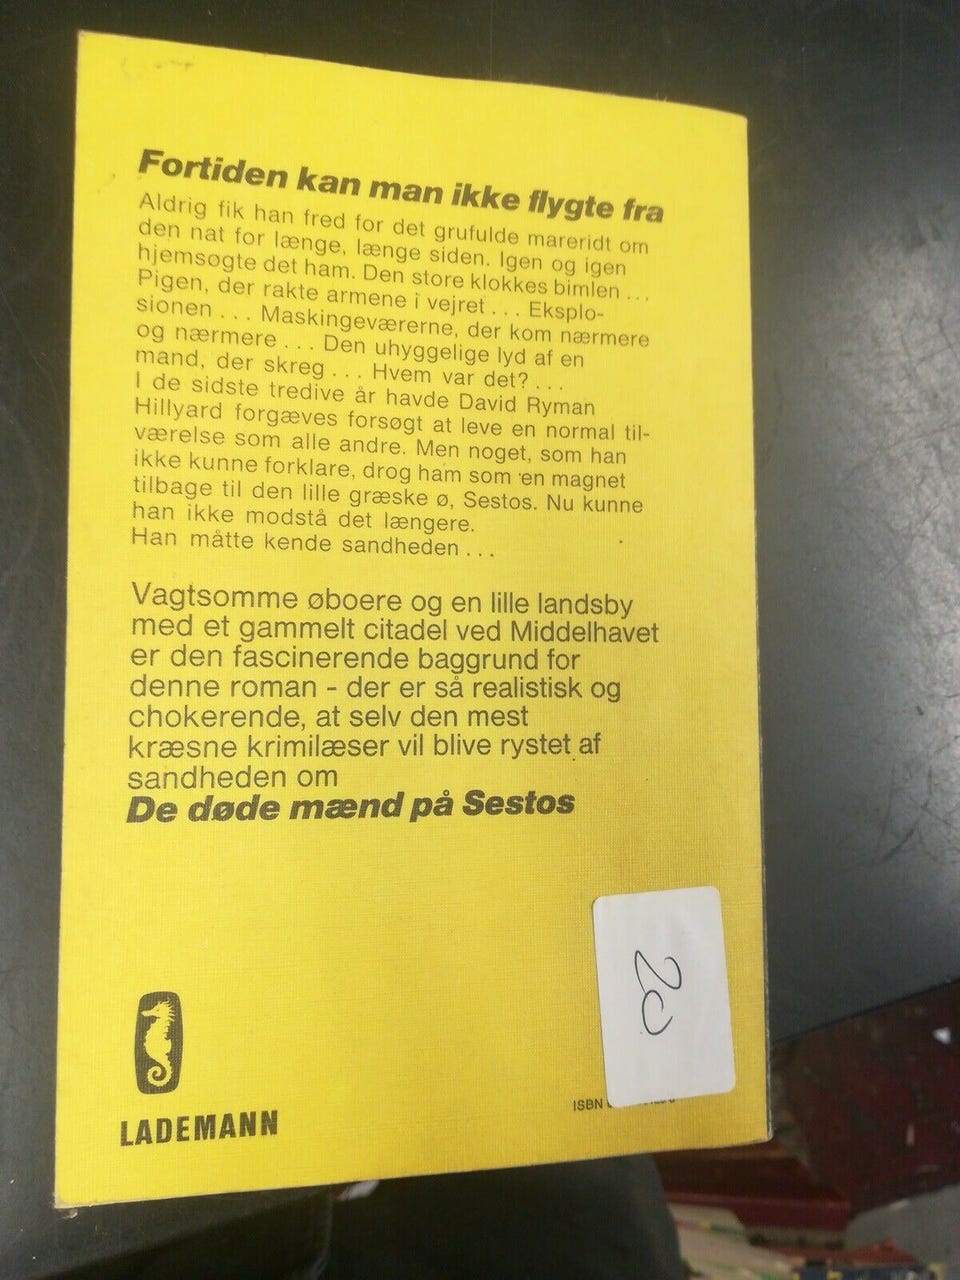 Fortiden kan man ikke flygte fra
Aldrig fik han fred for det grufulde mareridt om
den nat for længe, længe siden. Igen og igen
hjemsøgte det ham. Den store klokkes bimlen ...
Pigen, der rakte armene i vejret ... Eksplo-
sionen ... Maskingeværerne, der kom nærmere
og nærmere ... Den uhyggelige lyd af en
mand, der skreg ... Hvem var det? ...
I de sidste tredive år havde David Ryman
Hillyard forgæves forsøgt at leve en normal til-
værelse som alle andre. Men noget, som han
ikke kunne forklare, drog ham som en magnet
tilbage til den lille græske ø, Sestos. Nu kunne
han ikke modstå det længere.
Han måtte kende sandheden ...
Vagtsomme øboere og en lille landsby
med et gammelt citadel ved Middelhavet
er den fascinerende baggrund for
denne roman - der er så realistisk og
chokerende, at selv den mest
kræsne krimilæser vil blive rystet af
sandheden om
De døde mænd på Sestos
20
LADEMANN
ISBN